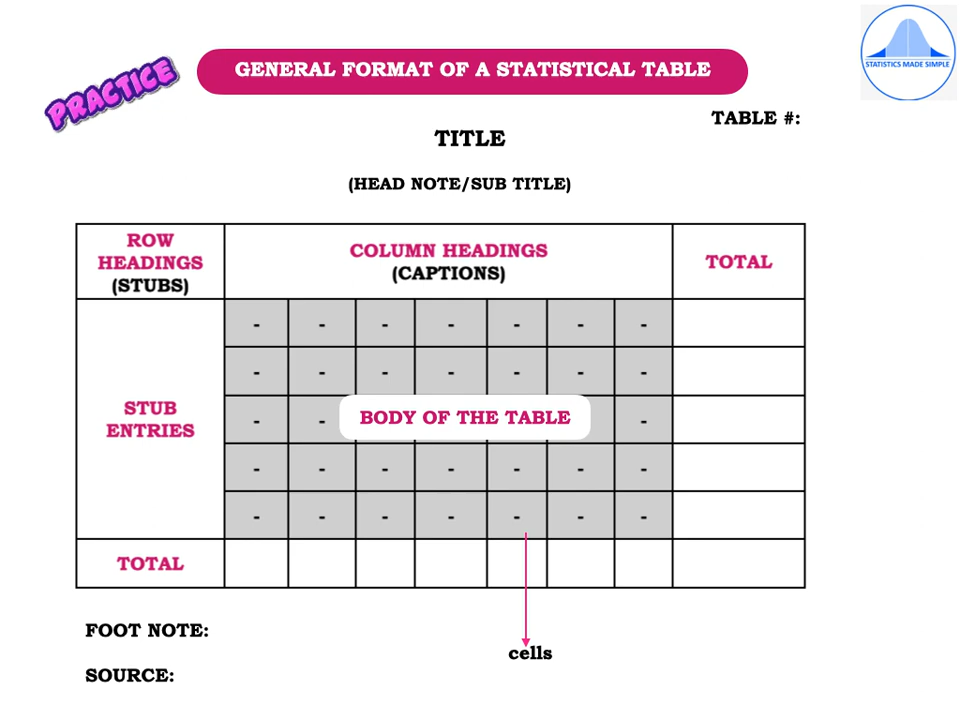 PRACTICE
GENERAL FORMAT OF A STATISTICAL TABLE
STATISTICS MADE SIMPLE
TABLE #:
TITLE
(HEAD NOTE/SUB TITLE)
ROW
HEADINGS
(STUBS)
COLUMN HEADINGS
(CAPTIONS)
TOTAL
- - - - - - -
- - - - - - -
STUB
ENTRIES
- - BODY OF THE TABLE -
- - - - - - -
- - - - - - -
TOTAL
FOOT NOTE:
cells
SOURCE: